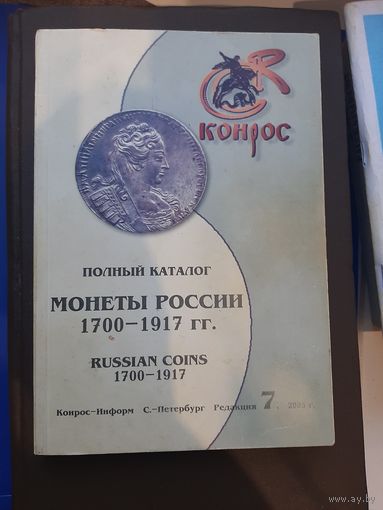 CR
КОНРОС
ПОЛНЫЙ КАТАЛОГ
МОНЕТЫ РОССИИ
1700-1917 гг.
RUSSIAN COINS
1700-1917
Конрос-Информ С.-Петербург Редакция 7,
www.ay.by